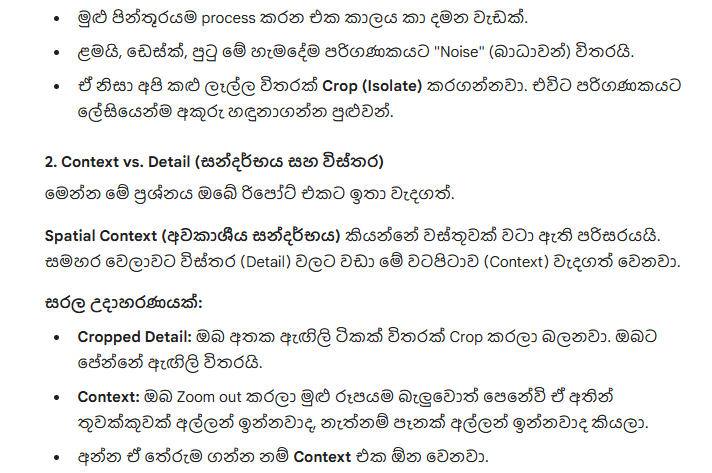 • මුළු පින්තූරයම process කරන එක කාලය කා දමන වැඩක්.
• ළමයි, ඩෙස්ක්, පුටු මේ හැමදේම පරිගණකයට "Noise" (බාධාවන්) විතරයි.
• ඒ නිසා අපි කළු ලෑල්ල විතරක් Crop (Isolate) කරගන්නවා. එවිට පරිගණකයට
ලේසියෙන්ම අකුරු හඳුනාගන්න පුළුවන්.
2. Context vs. Detail (සන්දර්භය සහ විස්තර)
මෙන්න මේ ප්‍රශ්නය ඔබේ රිපෝට් එකට ඉතා වැදගත්.
Spatial Context (අවකාශීය සන්දර්භය) කියන්නේ වස්තුවක් වටා ඇති පරිසරයයි.
සමහර වෙලාවට විස්තර (Detail) වලට වඩා මේ වටපිටාව (Context) වැදගත් වෙනවා.
සරල උදාහරණයක්:
• Cropped Detail: ඔබ අතක ඇඟිලි ටිකක් විතරක් Crop කරලා බලනවා. ඔබට
පේන්නේ ඇඟිලි විතරයි.
• Context: ඔබ Zoom out කරලා මුළු රූපයම බැලුවොත් පෙනේවි ඒ අතින්
තුවක්කුවක් අල්ලන් ඉන්නවාද, නැත්නම් පෑනක් අල්ලන් ඉන්නවාද කියලා.
• අන්න ඒ තේරුම ගන්න නම් Context එක ඕන වෙනවා.